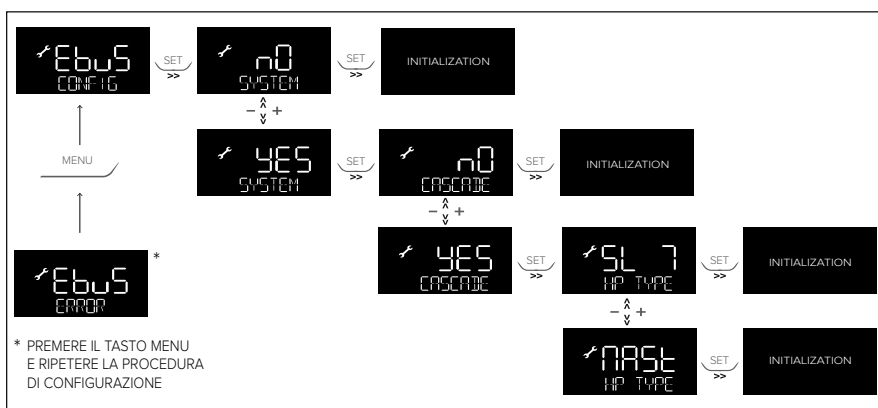 EbuS
CONFIG
SET
>>
nO
SYSTEM
SET
>>
INITIALIZATION
- +
MENU
YES
SYSTEM
SET
>>
nO
CASCADE
SET
>>
INITIALIZATION
- +
EbuS
ERROR
*
YES
CASCADE
SET
>>
SL 7
HP TYPE
SET
>>
INITIALIZATION
- +
* PREMERE IL TASTO MENU
E RIPETERE LA PROCEDURA
DI CONFIGURAZIONE
MASt
HP TYPE
SET
>>
INITIALIZATION